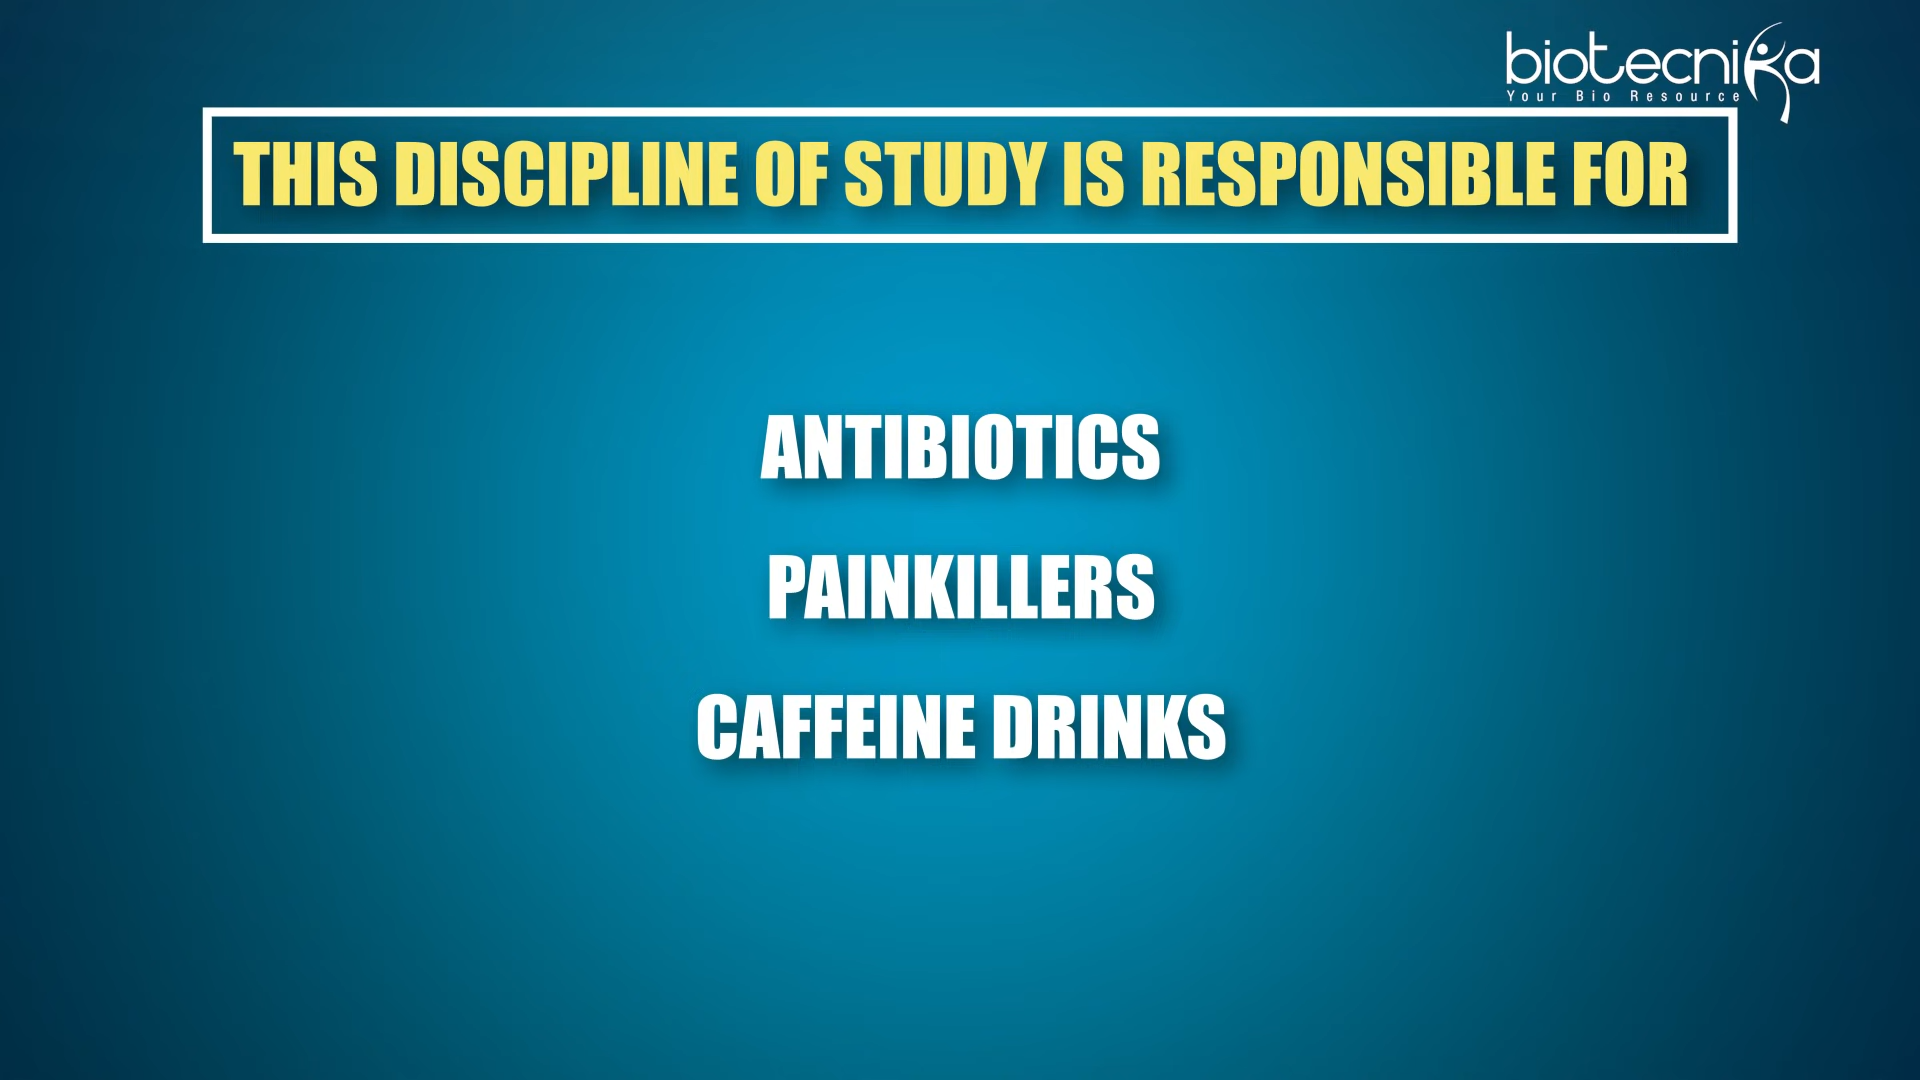 biotecnika
Your Bio Resource
THIS DISCIPLINE OF STUDY IS RESPONSIBLE FOR
ANTIBIOTICS
PAINKILLERS
CAFFEINE DRINKS